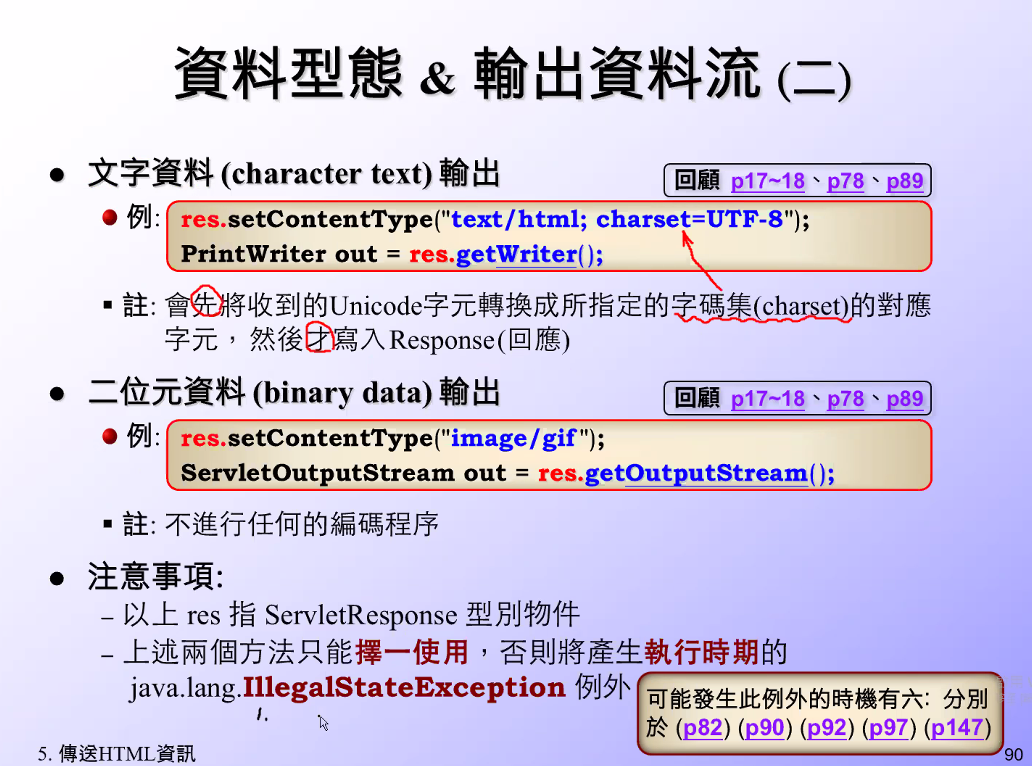 資料型態 & 輸出資料流 (二)
文字資料 (character text) 輸出
回顧 p17~18、p78、p89
例: res.setContentType("text/html; charset=UTF-8");
PrintWriter out = res.getWriter();
註: 會先將收到的Unicode字元轉換成所指定的字碼集(charset)的對應
字元，然後才寫入Response(回應)
二位元資料 (binary data) 輸出
回顧 p17~18、p78、p89
例: res.setContentType("image/gif");
ServletOutputStream out = res.getOutputStream();
註: 不進行任何的編碼程序
注意事項:
– 以上 res 指 ServletResponse 型別物件
– 上述兩個方法只能擇一使用，否則將產生執行時期的
java.lang.IllegalStateException 例外
1.
可能發生此例外的時機有六: 分別
於 (p82) (p90) (p92) (p97) (p147)
5. 傳送HTML資訊
90